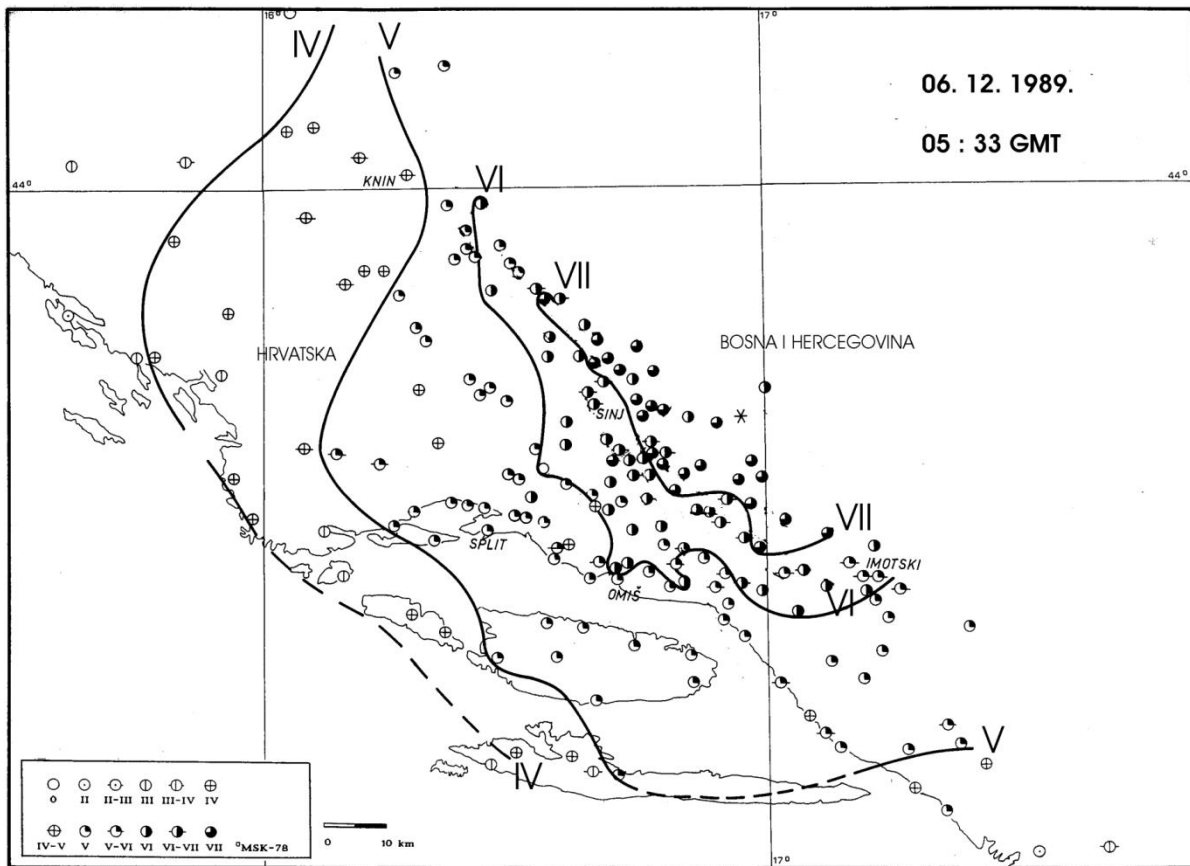 16° 17°
IV V
06. 12. 1989.
05 : 33 GMT
44° KNIN VI 44°
VII
HRVATSKA BOSNA I HERCEGOVINA
SINJ *
SPLIT VII
IMOTSKI
OMIŠ VI
V
IV
0 II II-III III III-IV IV
IV-V V V-VI VI VI-VII VII °MSK-78
0 10 km
17°